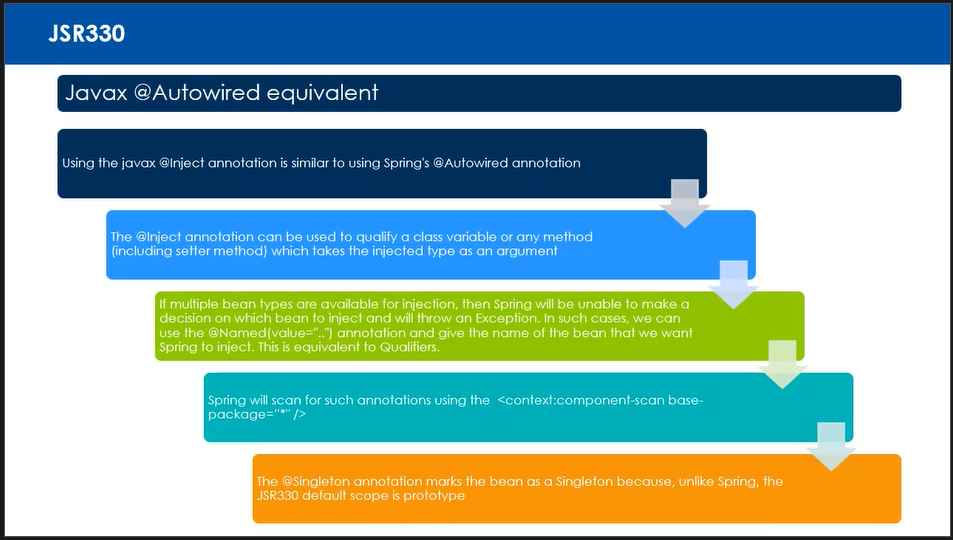 JSR330
Javax @Autowired equivalent
Using the javax @Inject annotation is similar to using Spring's @Autowired annotation
The @Inject annotation can be used to qualify a class variable or any method
(including setter method) which takes the injected type as an argument
If multiple bean types are available for injection, then Spring will be unable to make a
decision on which bean to inject and will throw an Exception. In such cases, we can
use the @Named(value="..") annotation and give the name of the bean that we want
Spring to inject. This is equivalent to Qualifiers.
Spring will scan for such annotations using the  <context:component-scan base-
package="*" />
The @Singleton annotation marks the bean as a Singleton because, unlike Spring, the
JSR330 default scope is prototype